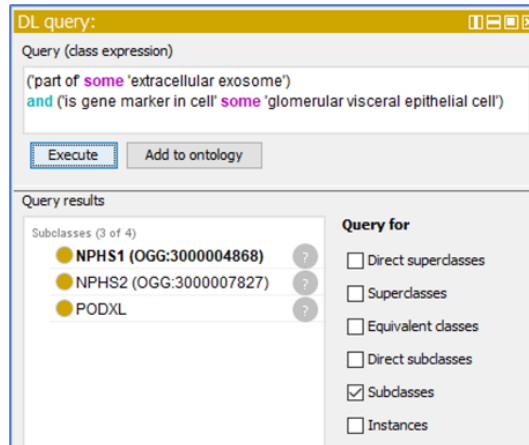 DL query:
Query (class expression)
('part of' some 'extracellular exosome')
and ('is gene marker in cell' some 'glomerular visceral epithelial cell')
Execute
Add to ontology
Query results
Subclasses (3 of 4)
NPHS1 (OGG:3000004868)
?
NPHS2 (OGG:3000007827)
?
PODXL
?
Query for
Direct superclasses
Superclasses
Equivalent classes
Direct subclasses
Subclasses
Instances